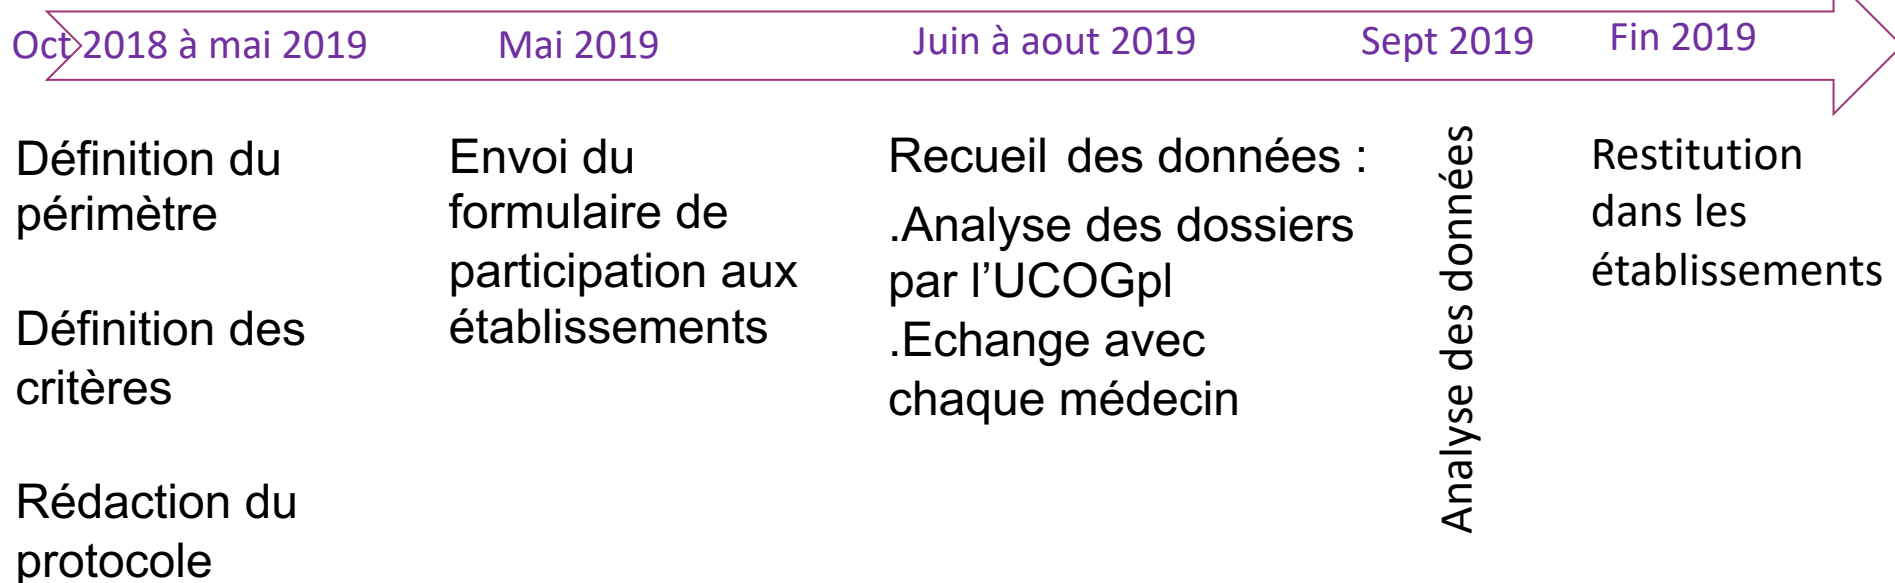 Oct 2018 à mai 2019
Mai 2019
Juin à aout 2019
Sept 2019
Fin 2019
Définition du
périmètre
Définition des
critères
Rédaction du
protocole
Envoi du
formulaire de
participation aux
établissements
Recueil des données :
.Analyse des dossiers
par l’UCOGpl
.Echange avec
chaque médecin
Analyse des données
Restitution
dans les
établissements